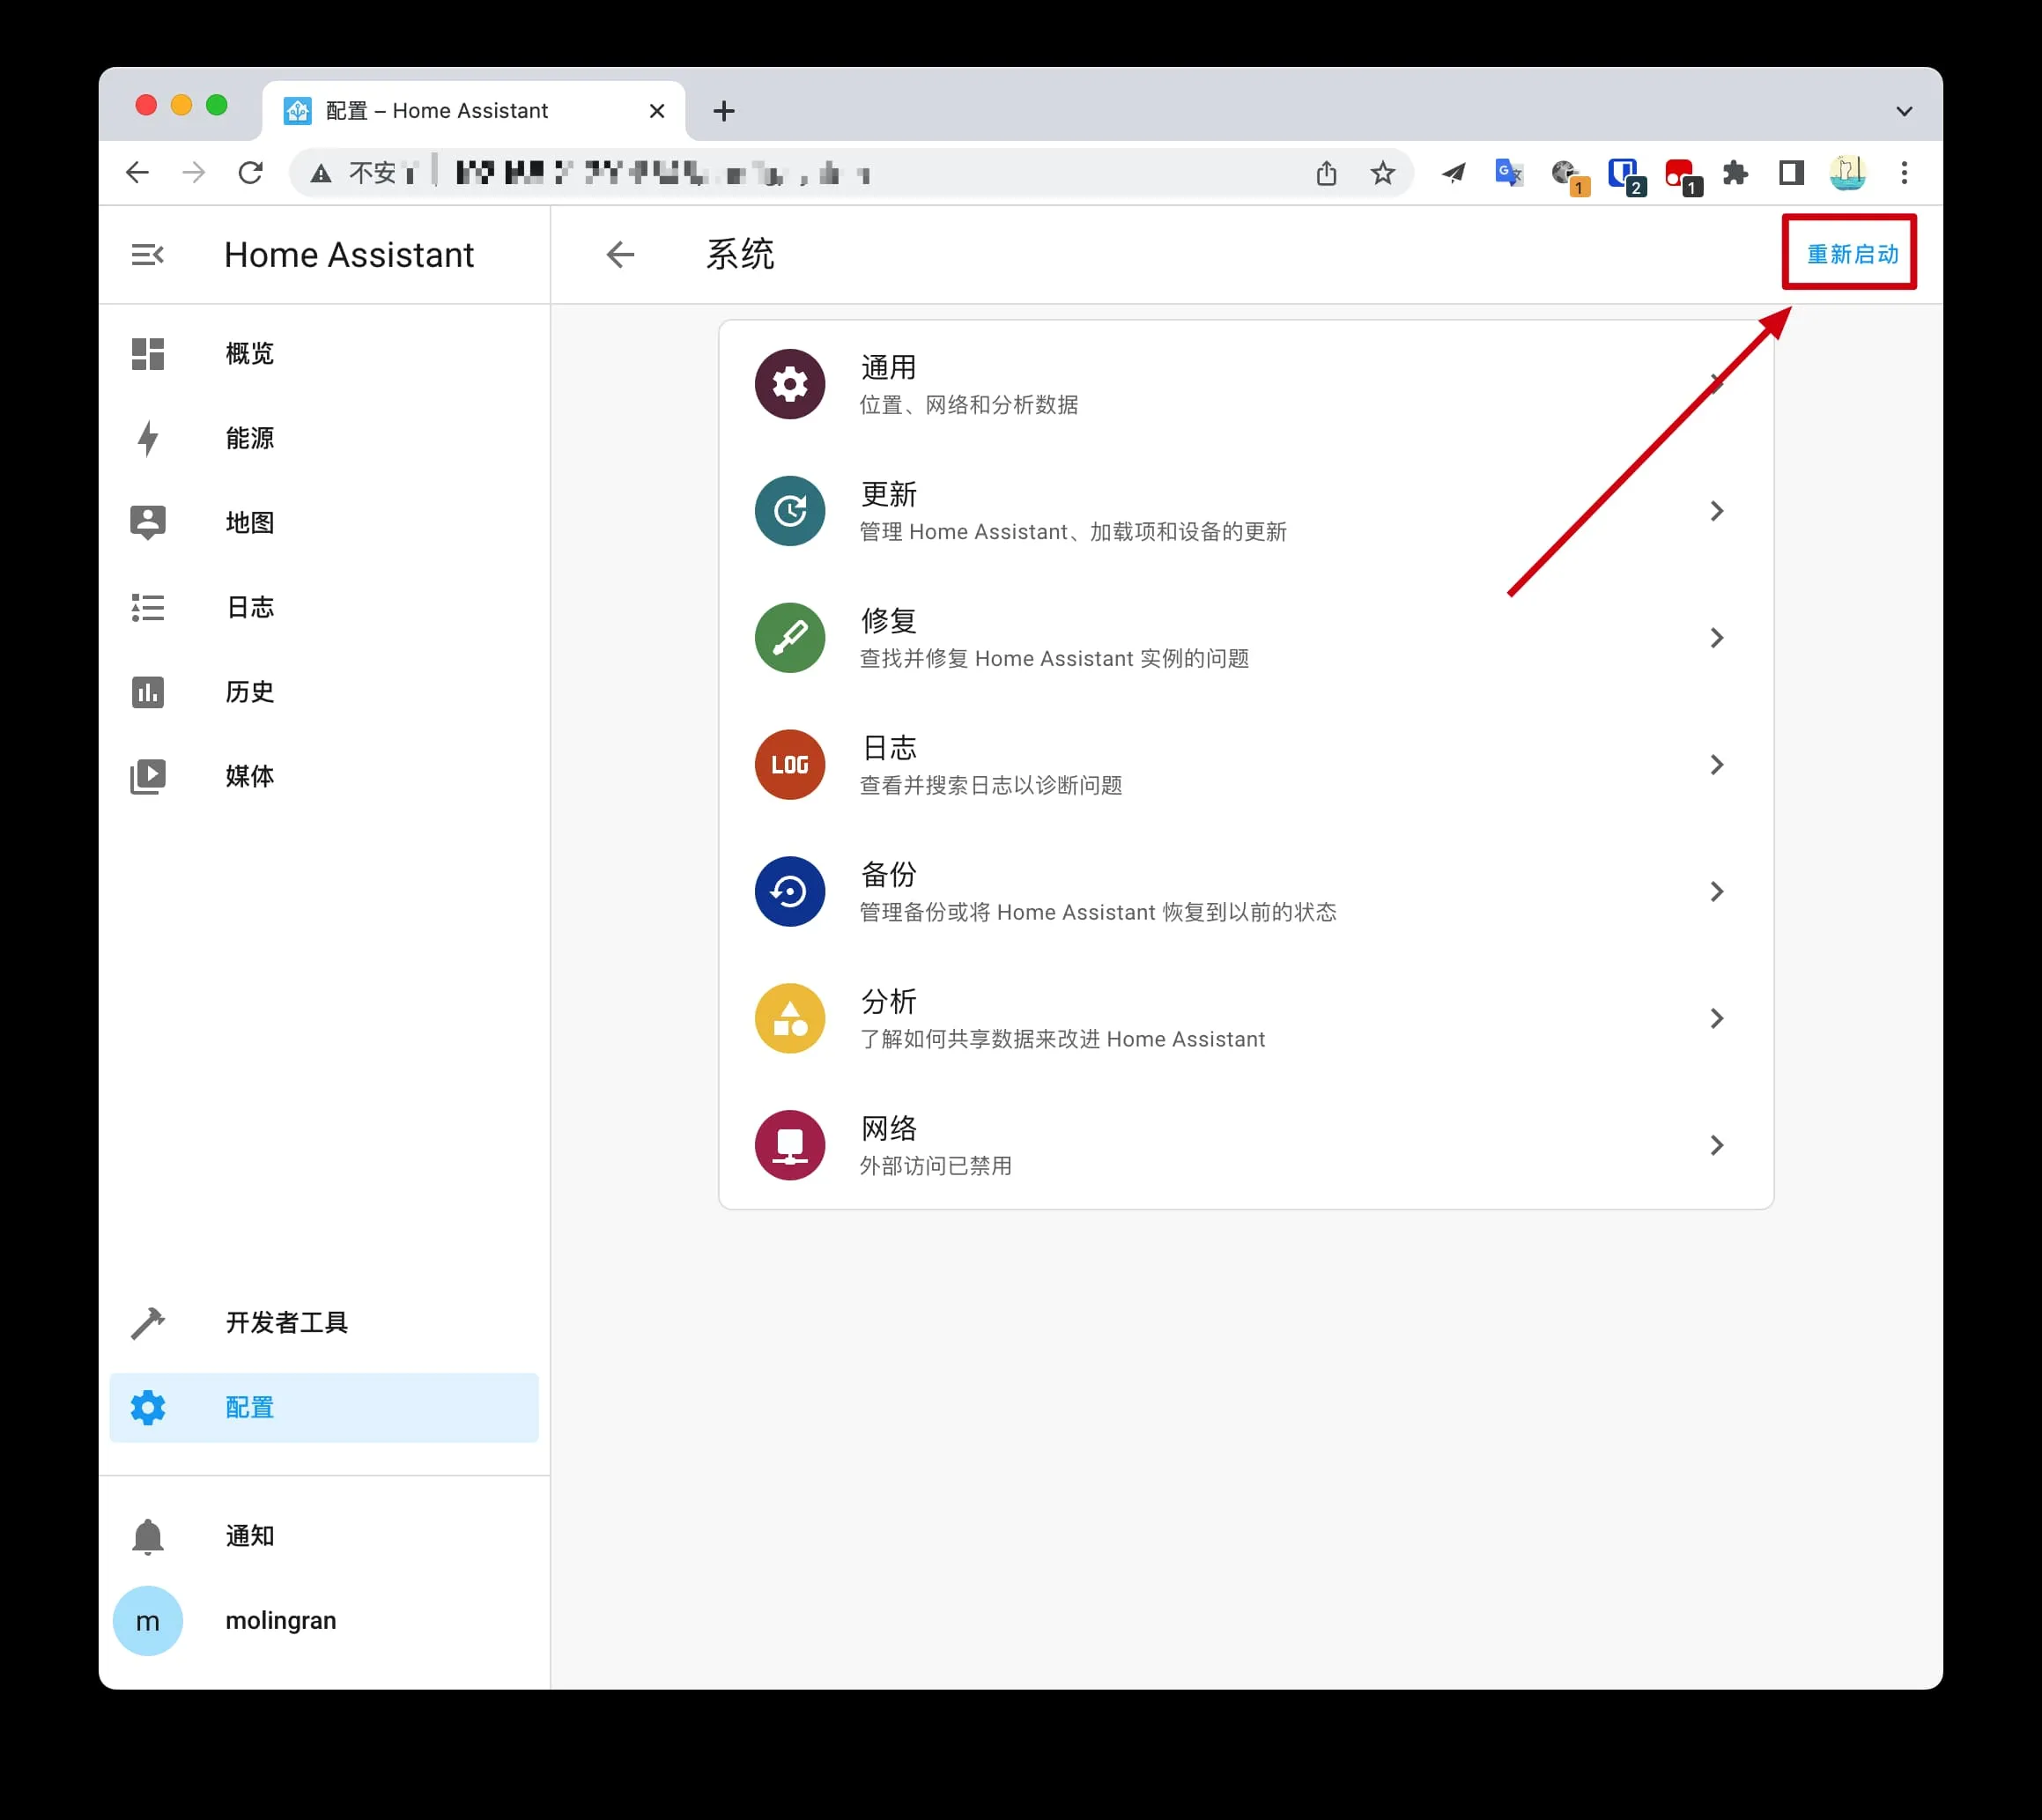 配置 – Home Assistant
不安
1
2
1
Home Assistant
系统
重新启动
概览
能源
地图
日志
历史
媒体
通用
位置、网络和分析数据
更新
管理 Home Assistant、加载项和设备的更新
修复
查找并修复 Home Assistant 实例的问题
LOG
日志
查看并搜索日志以诊断问题
备份
管理备份或将 Home Assistant 恢复到以前的状态
分析
了解如何共享数据来改进 Home Assistant
网络
外部访问已禁用
开发者工具
配置
通知
m
molingran